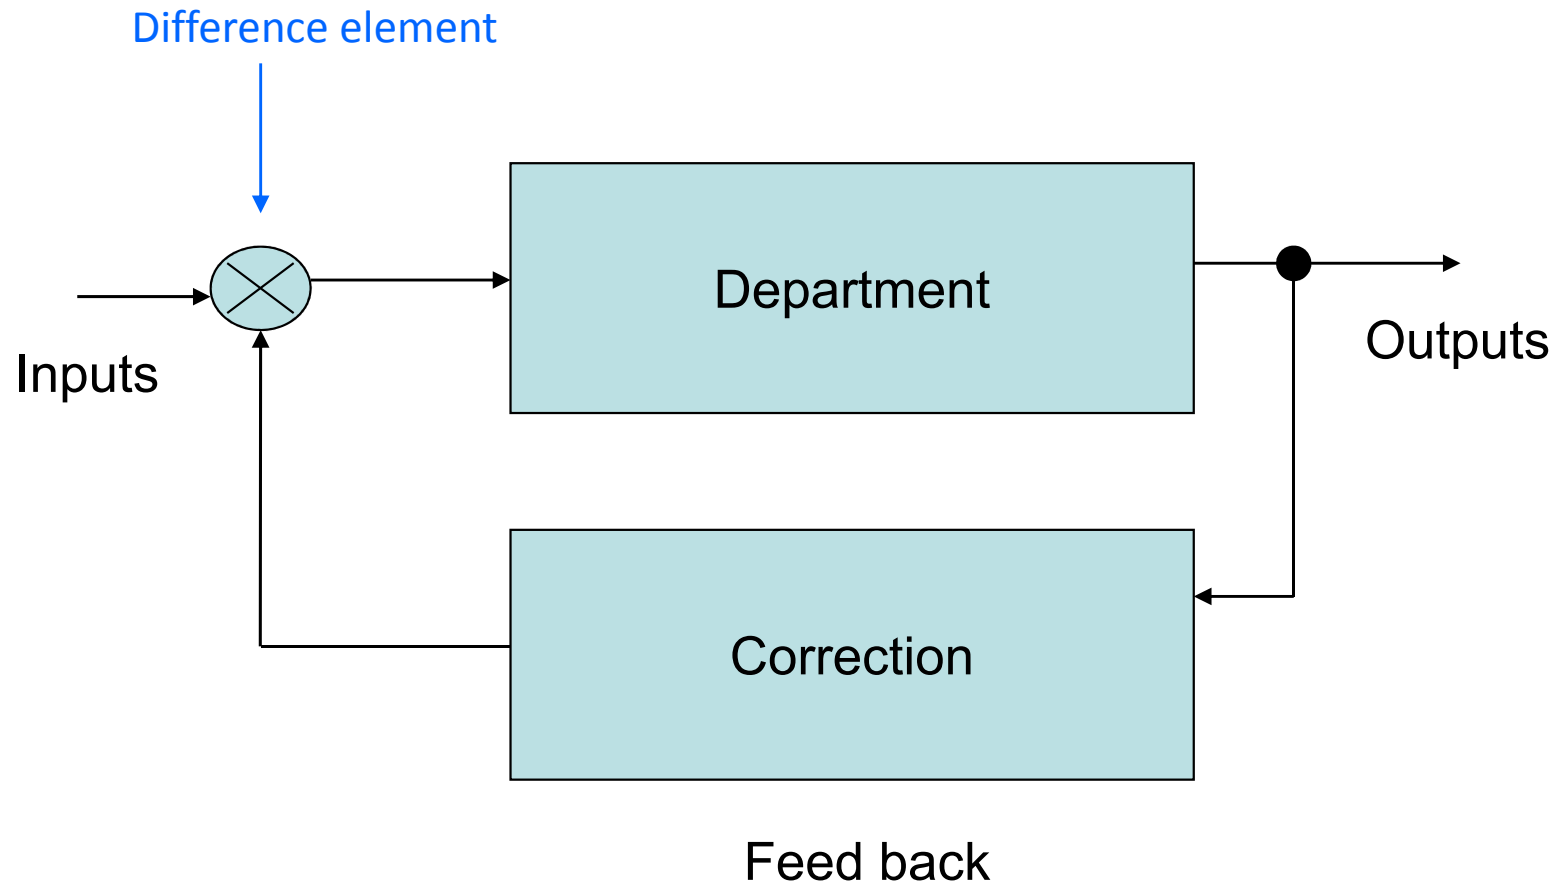 Difference element
Department
Outputs
Inputs
Correction
Feed back